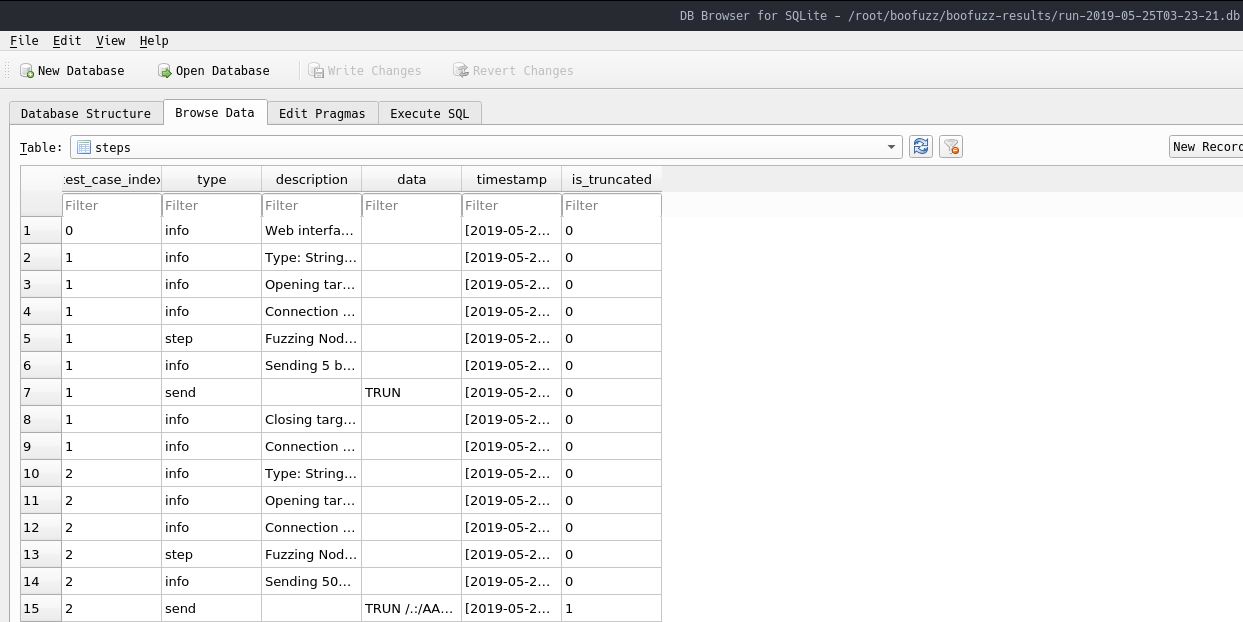 DB Browser for SQLite - /root/boofuzz/boofuzz-results/run-2019-05-25T03-23-21.db
File Edit View Help
New Database Open Database Write Changes Revert Changes
Database Structure Browse Data Edit Pragmas Execute SQL
Table: steps New Record
est_case_index type description data timestamp is_truncated
Filter Filter Filter Filter Filter Filter
1 0 info Web interfa... [2019-05-2... 0
2 1 info Type: String... [2019-05-2... 0
3 1 info Opening tar... [2019-05-2... 0
4 1 info Connection ... [2019-05-2... 0
5 1 step Fuzzing Nod... [2019-05-2... 0
6 1 info Sending 5 b... [2019-05-2... 0
7 1 send TRUN [2019-05-2... 0
8 1 info Closing targ... [2019-05-2... 0
9 1 info Connection ... [2019-05-2... 0
10 2 info Type: String... [2019-05-2... 0
11 2 info Opening tar... [2019-05-2... 0
12 2 info Connection ... [2019-05-2... 0
13 2 step Fuzzing Nod... [2019-05-2... 0
14 2 info Sending 50... [2019-05-2... 0
15 2 send TRUN /.:/AA... [2019-05-2... 1